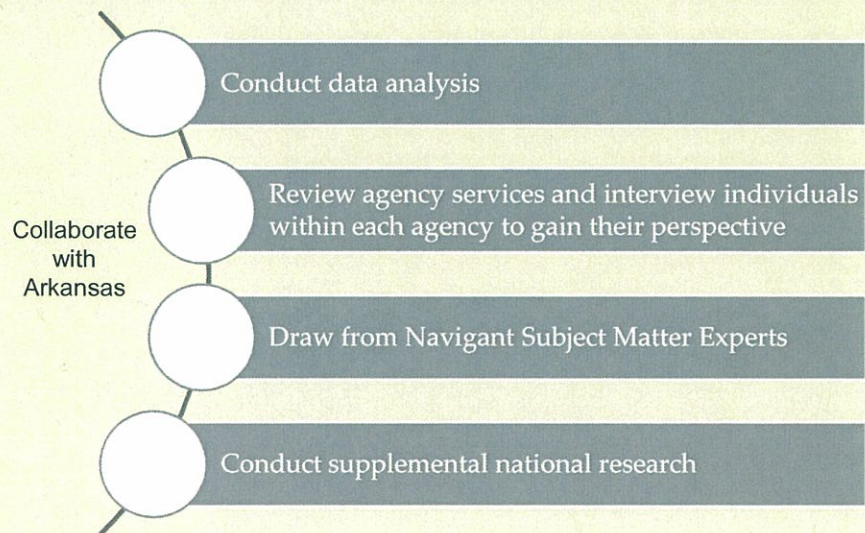 Conduct data analysis
Review agency services and interview individuals
within each agency to gain their perspective
Collaborate
with
Arkansas
Draw from Navigant Subject Matter Experts
Conduct supplemental national research